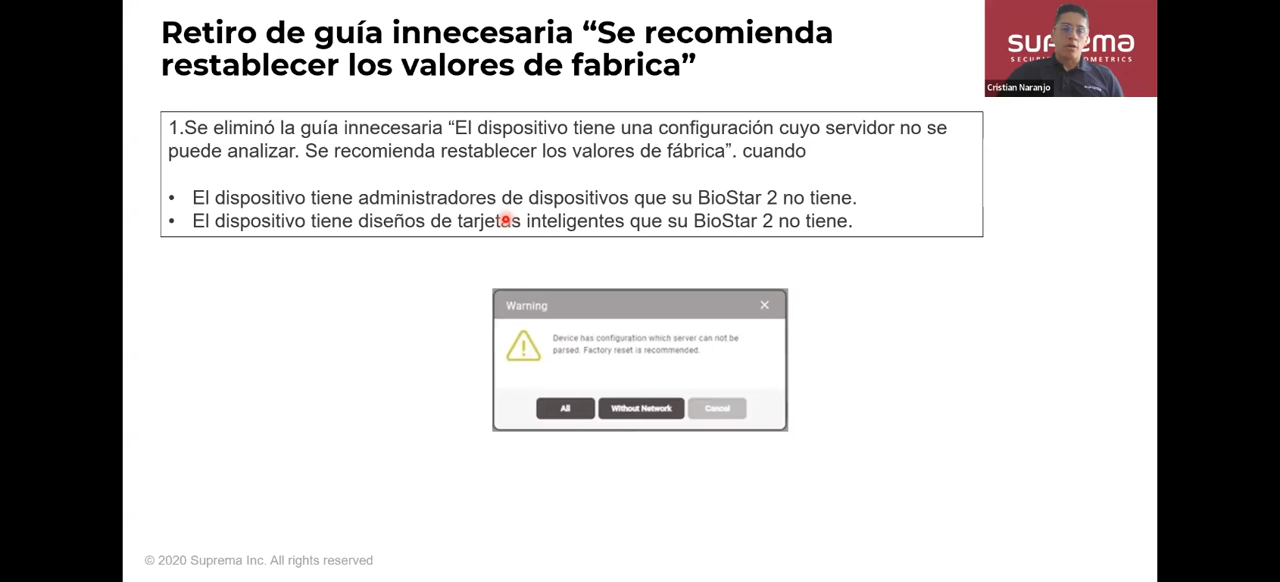 Retiro de guía innecesaria “Se recomienda
restablecer los valores de fabrica”
Cristian Naranjo
1.Se eliminó la guía innecesaria “El dispositivo tiene una configuración cuyo servidor no se
puede analizar. Se recomienda restablecer los valores de fábrica”. cuando
• El dispositivo tiene administradores de dispositivos que su BioStar 2 no tiene.
• El dispositivo tiene diseños de tarjetas inteligentes que su BioStar 2 no tiene.
Warning
Device has configuration which server can not be
parsed. Factory reset is recommended.
All
Without Network
Cancel
© 2020 Suprema Inc. All rights reserved